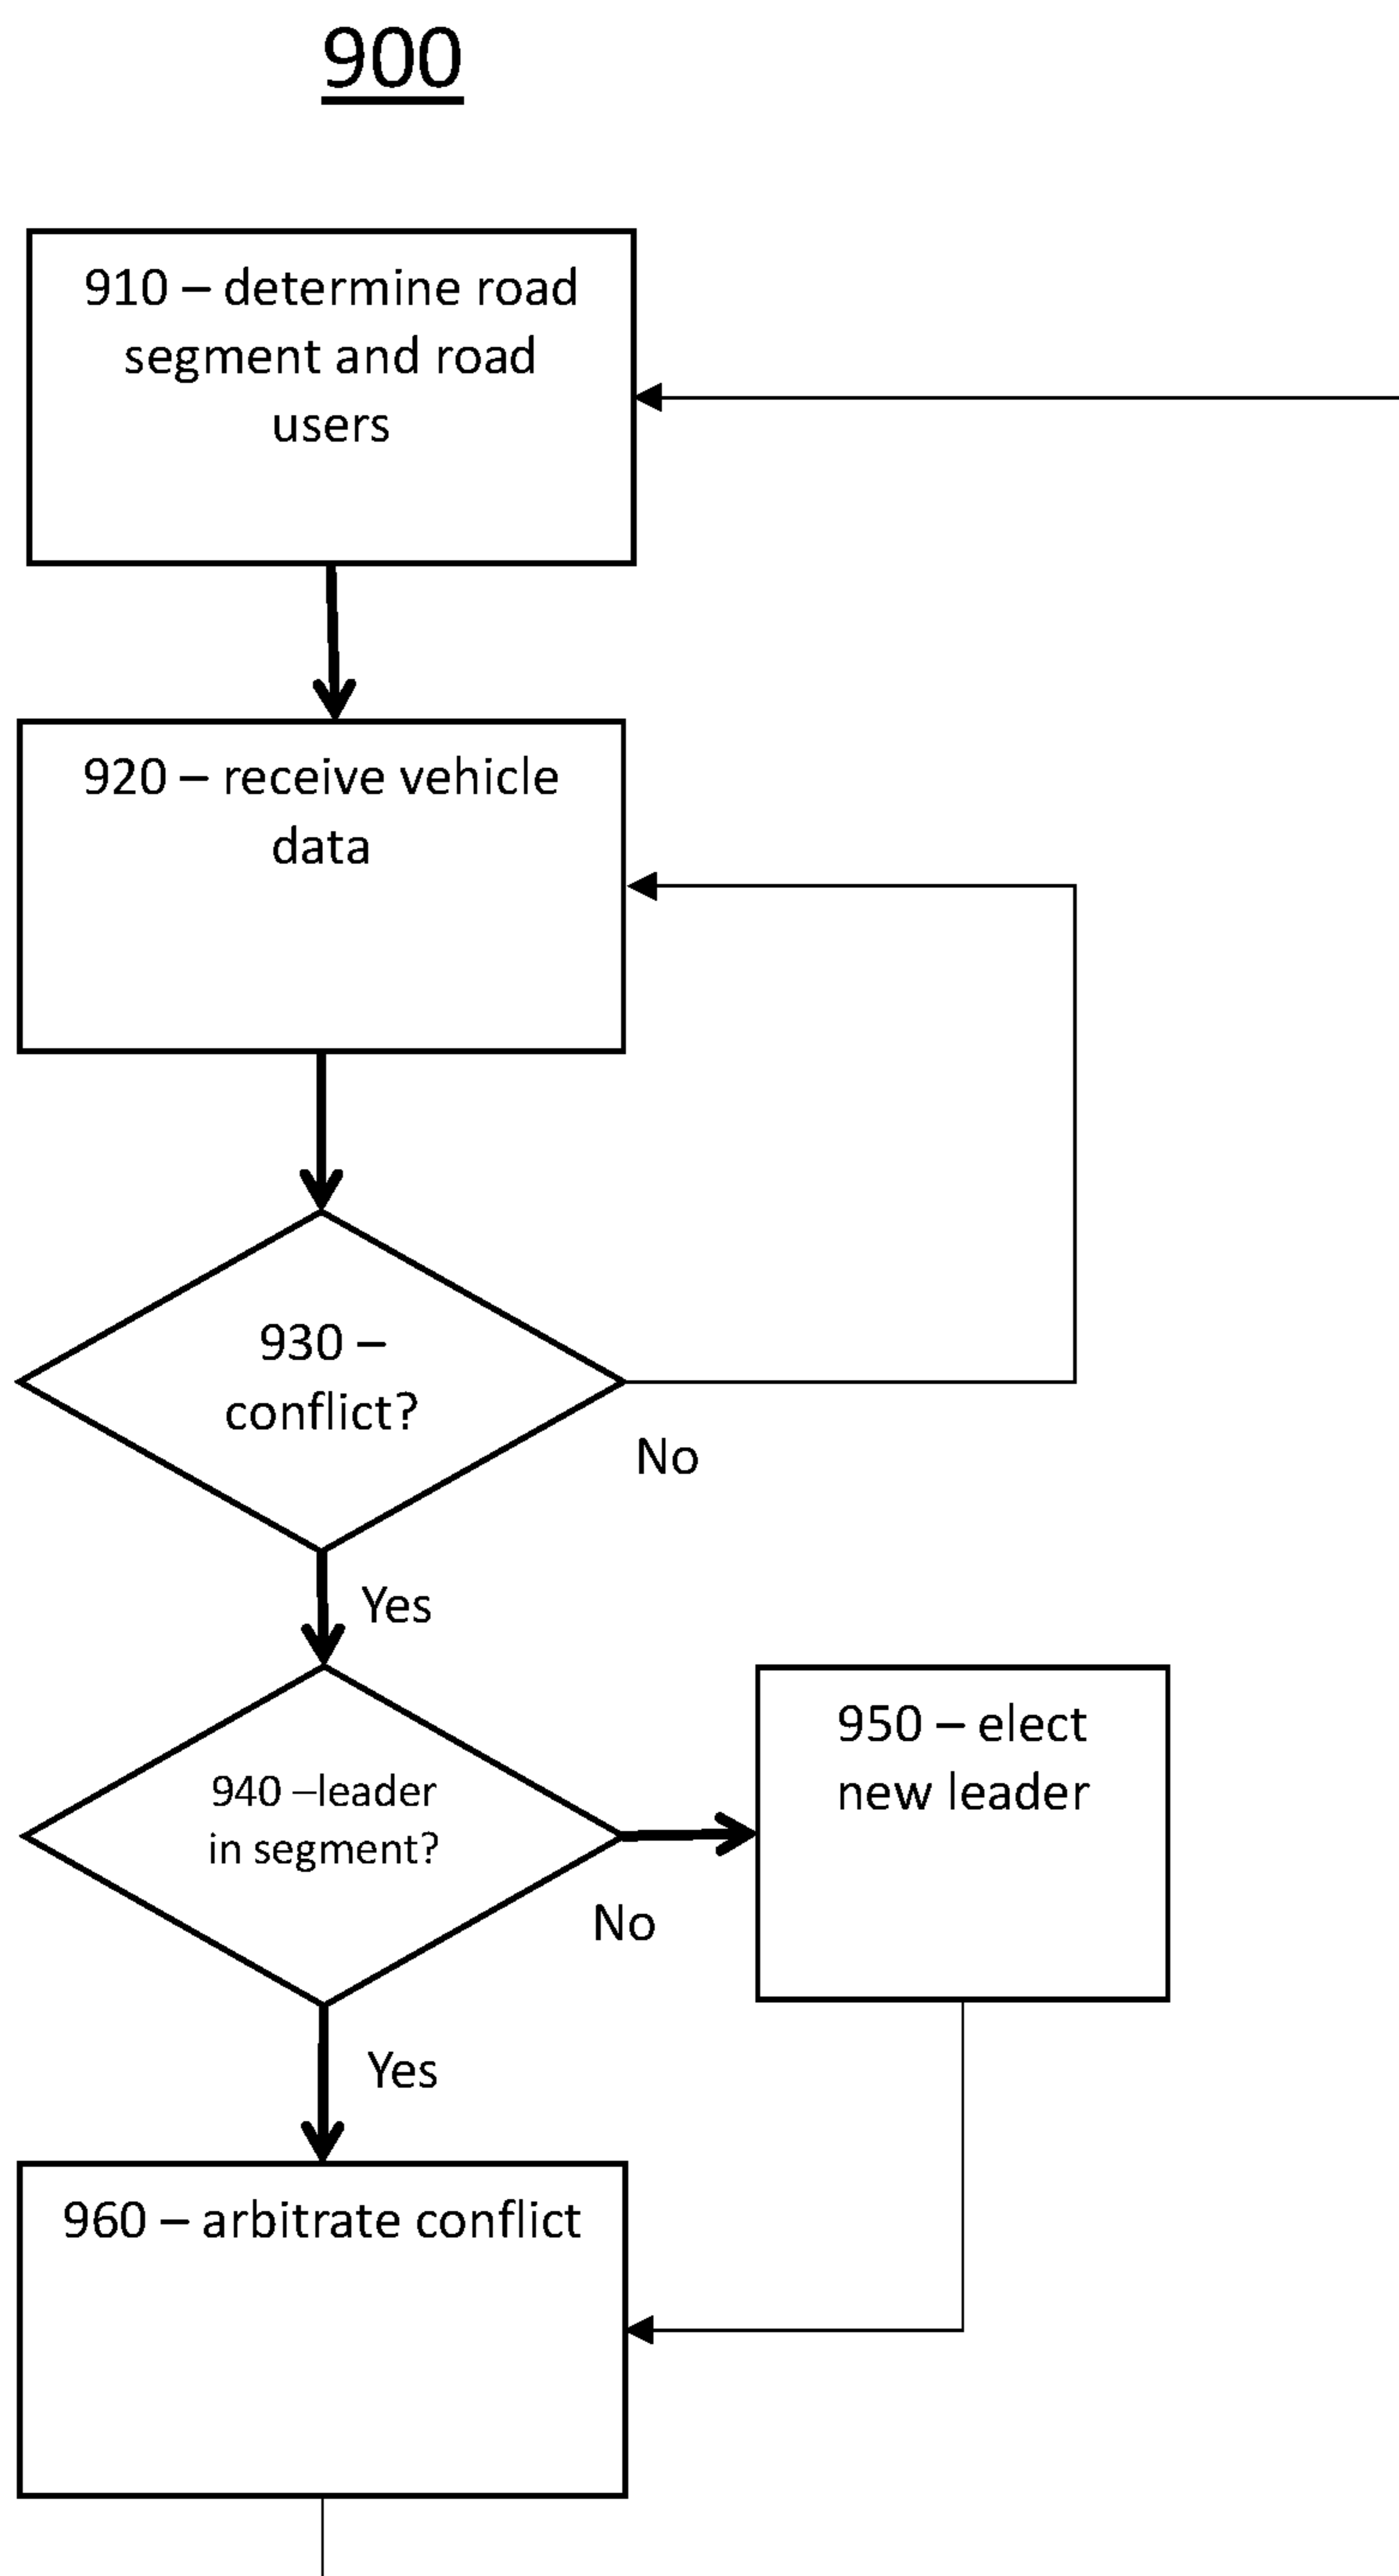 900
910 – determine road
segment and road
users
920 – receive vehicle
data
930 –
conflict?
No
Yes
940 –leader
in segment?
No
950 – elect
new leader
Yes
960 – arbitrate conflict